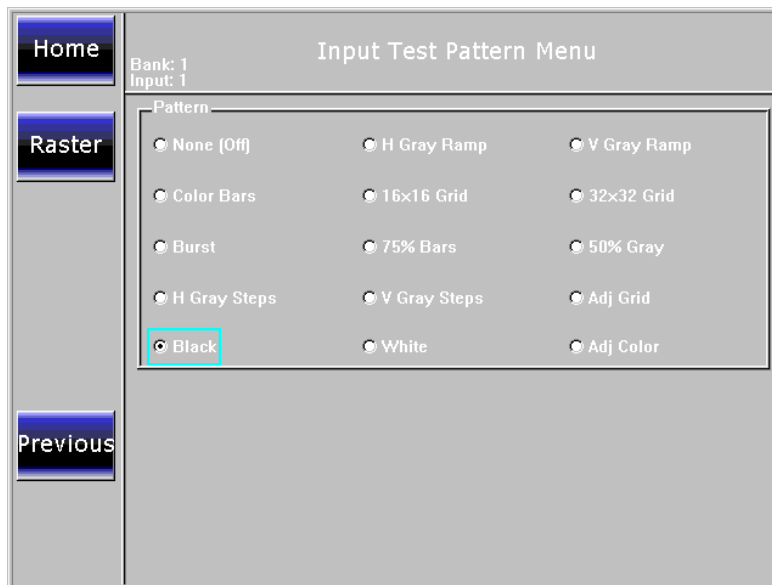 Home
Input Test Pattern Menu
Bank: 1
Input: 1
Raster
Pattern
None (Off)
H Gray Ramp
V Gray Ramp
Color Bars
16x16 Grid
32x32 Grid
Burst
75% Bars
50% Gray
H Gray Steps
V Gray Steps
Adj Grid
Black
White
Adj Color
Previous